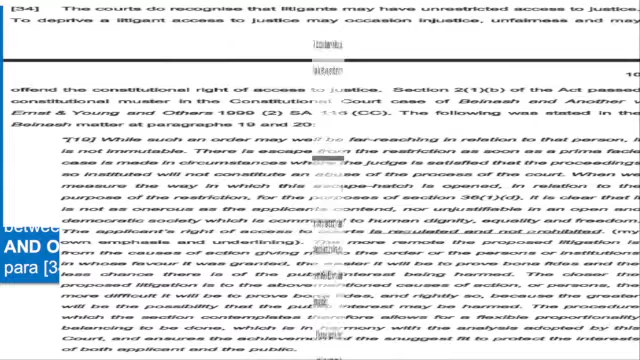 [34] The courts do recognise that litigants may have unrestricted access to justice.
To deprive a litigant access to justice may occasion injustice, unfairness and may
10
offend the constitutional right of access to justice. Section 2(1)(b) of the Act passed
constitutional muster in the Constitutional Court case of Beinash and Another v
Ernst & Young and Others 1999 (2) SA 116 (CC). The following was stated in the
Beinash matter at paragraphs 19 and 20:
"[19] While such an order may well be far-reaching in relation to that person, i
is not immutable. There is escape from the restriction as soon as a prima facie
case is made in circumstances where the judge is satisfied that the proceedings
so instituted will not constitute an abuse of the process of the court. When we
measure the way in which this escape-hatch is opened, in relation to the
purpose of the restriction, for the purposes of section 36(1)(d). It is clear that it
is not as onerous as the applicants contend, nor unjustifiable in an open and
democratic society which is committed to human dignity, equality and freedom
The applicant's right of access to courts is regulated and not prohibited. (my
own emphasis and underlining). The more remote the proposed litigation is
from the causes of action giving rise to the order or the persons or institutions
in whose favour it was granted, the easier it will be to prove bona fides and the
less chance there is of the public interest being harmed. The closer the
proposed litigation is to the above-mentioned causes of action, or persons, the
more difficult it will be to prove bona fides, and rightly so, because the greater
will be the possibility that the public interest may be harmed. The procedure
which the section contemplates therefore allows for a flexible proportionality
balancing to be done, which is in harmony with the analysis adopted by this
Court, and ensures the achievement of the snuggest fit to protect the interests
of both applicant and the public.
between
AND O
para [3